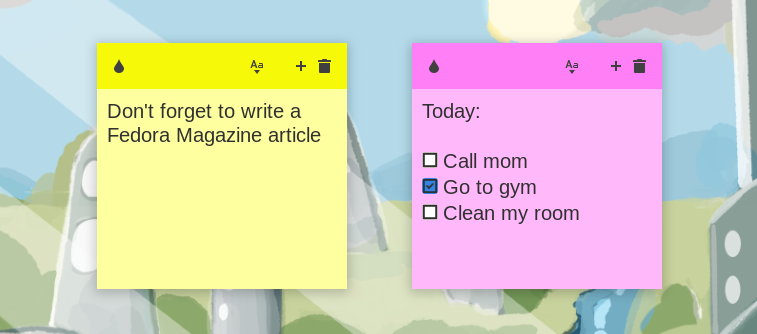 Aa
Don't forget to write a
Fedora Magazine article
Aa
Today:
Call mom
Go to gym
Clean my room